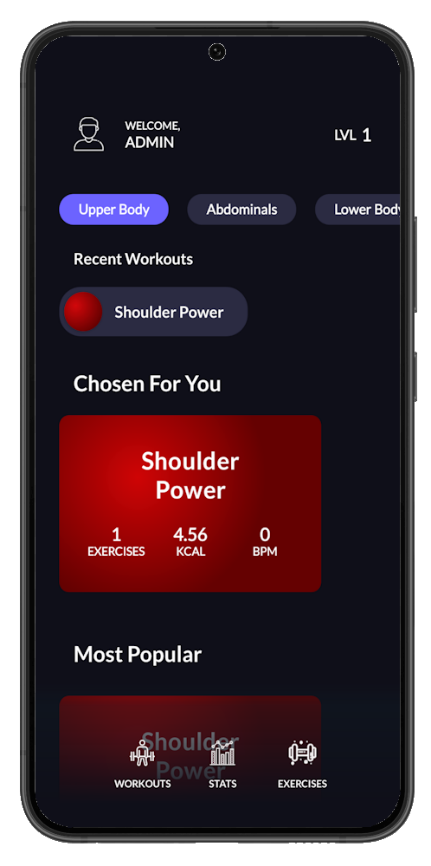 WELCOME,
ADMIN
LVL 1
Upper Body
Abdominals
Lower Body
Recent Workouts
Shoulder Power
Chosen For You
Shoulder
Power
1
4.56
0
EXERCISES
KCAL
BPM
Most Popular
Shoulder
Power
WORKOUTS
STATS
EXERCISES